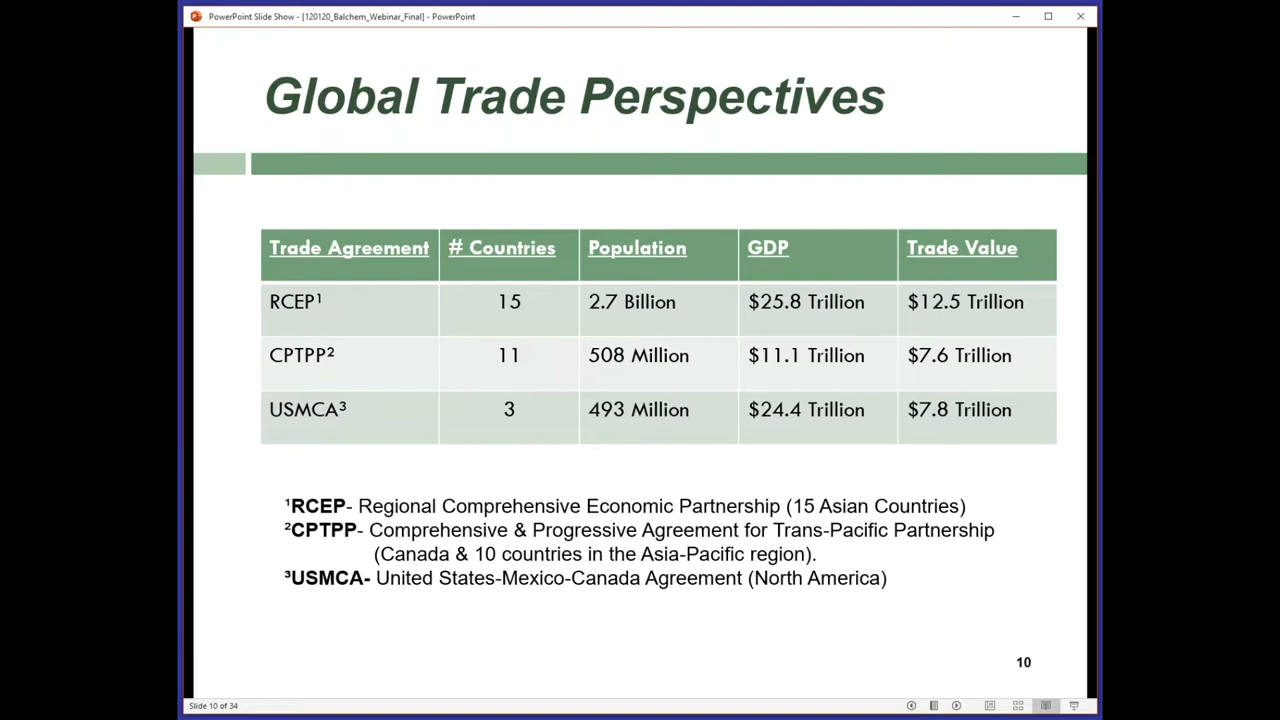 PowerPoint Slide Show - [120120_Balchem_Webinar_Final] - PowerPoint
Global Trade Perspectives
Trade Agreement # Countries Population GDP Trade Value
RCEP¹ 15 2.7 Billion $25.8 Trillion $12.5 Trillion
CPTPP² 11 508 Million $11.1 Trillion $7.6 Trillion
USMCA³ 3 493 Million $24.4 Trillion $7.8 Trillion
¹RCEP- Regional Comprehensive Economic Partnership (15 Asian Countries)
²CPTPP- Comprehensive & Progressive Agreement for Trans-Pacific Partnership
(Canada & 10 countries in the Asia-Pacific region).
³USMCA- United States-Mexico-Canada Agreement (North America)
10
Slide 10 of 34